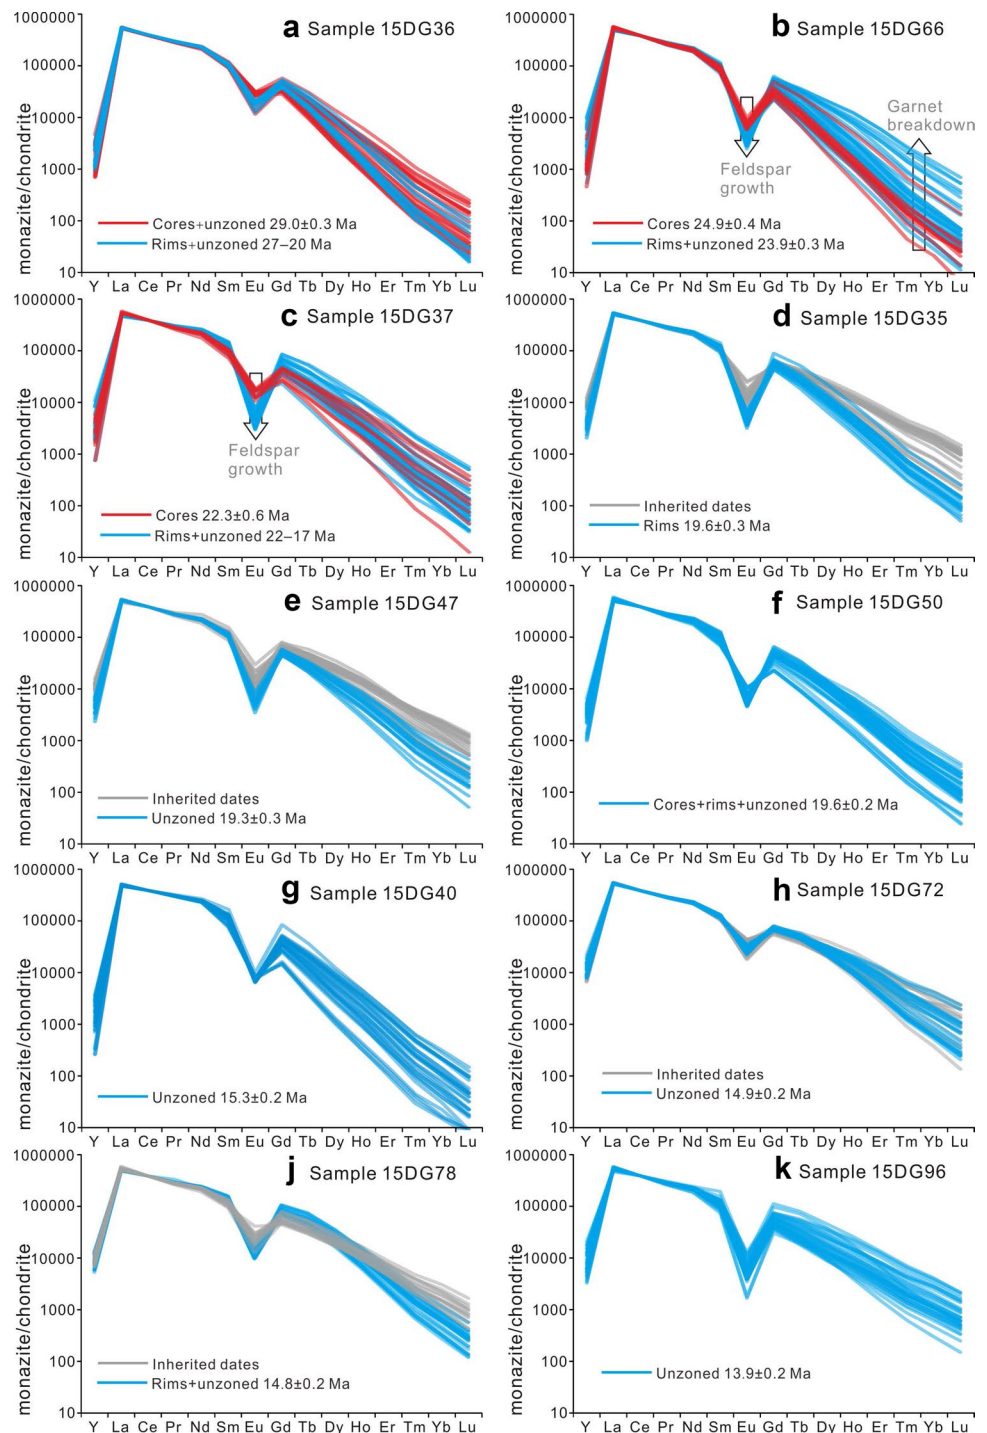 a Sample 15DG36
monazite/chondrite
1000000
100000
10000
1000
100
10
Cores+unzoned 29.0±0.3 Ma
Rims+unzoned 27–20 Ma
Y La Ce Pr Nd Sm Eu Gd Tb Dy Ho Er Tm Yb Lu
b Sample 15DG66
monazite/chondrite
1000000
100000
10000
1000
100
10
Garnet
breakdown
Feldspar
growth
Cores 24.9±0.4 Ma
Rims+unzoned 23.9±0.3 Ma
Y La Ce Pr Nd Sm Eu Gd Tb Dy Ho Er Tm Yb Lu
c Sample 15DG37
monazite/chondrite
1000000
100000
10000
1000
100
10
Feldspar
growth
Cores 22.3±0.6 Ma
Rims+unzoned 22–17 Ma
Y La Ce Pr Nd Sm Eu Gd Tb Dy Ho Er Tm Yb Lu
d Sample 15DG35
monazite/chondrite
1000000
100000
10000
1000
100
10
Inherited dates
Rims 19.6±0.3 Ma
Y La Ce Pr Nd Sm Eu Gd Tb Dy Ho Er Tm Yb Lu
e Sample 15DG47
monazite/chondrite
1000000
100000
10000
1000
100
10
Inherited dates
Unzoned 19.3±0.3 Ma
Y La Ce Pr Nd Sm Eu Gd Tb Dy Ho Er Tm Yb Lu
f Sample 15DG50
monazite/chondrite
1000000
100000
10000
1000
100
10
Cores+rims+unzoned 19.6±0.2 Ma
Y La Ce Pr Nd Sm Eu Gd Tb Dy Ho Er Tm Yb Lu
g Sample 15DG40
monazite/chondrite
1000000
100000
10000
1000
100
10
Unzoned 15.3±0.2 Ma
Y La Ce Pr Nd Sm Eu Gd Tb Dy Ho Er Tm Yb Lu
h Sample 15DG72
monazite/chondrite
1000000
100000
10000
1000
100
10
Inherited dates
Unzoned 14.9±0.2 Ma
Y La Ce Pr Nd Sm Eu Gd Tb Dy Ho Er Tm Yb Lu
j Sample 15DG78
monazite/chondrite
1000000
100000
10000
1000
100
10
Inherited dates
Rims+unzoned 14.8±0.2 Ma
Y La Ce Pr Nd Sm Eu Gd Tb Dy Ho Er Tm Yb Lu
k Sample 15DG96
monazite/chondrite
1000000
100000
10000
1000
100
10
Unzoned 13.9±0.2 Ma
Y La Ce Pr Nd Sm Eu Gd Tb Dy Ho Er Tm Yb Lu